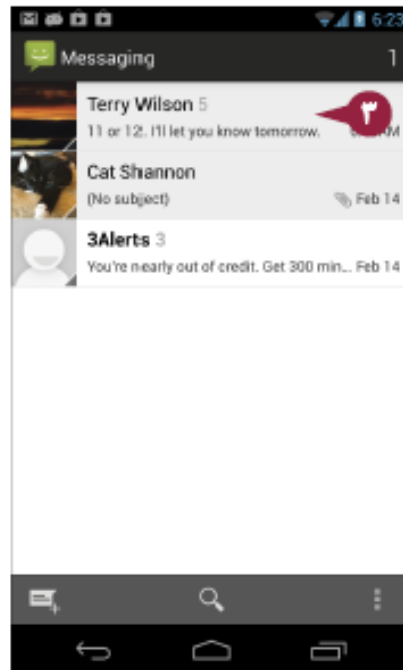 6:23
Messaging 1
Terry Wilson 5
٣
11 or 12. I'll let you know tomorrow.
Cat Shannon
(No subject) Feb 14
3Alerts 3
You're nearly out of credit. Get 300 min... Feb 14